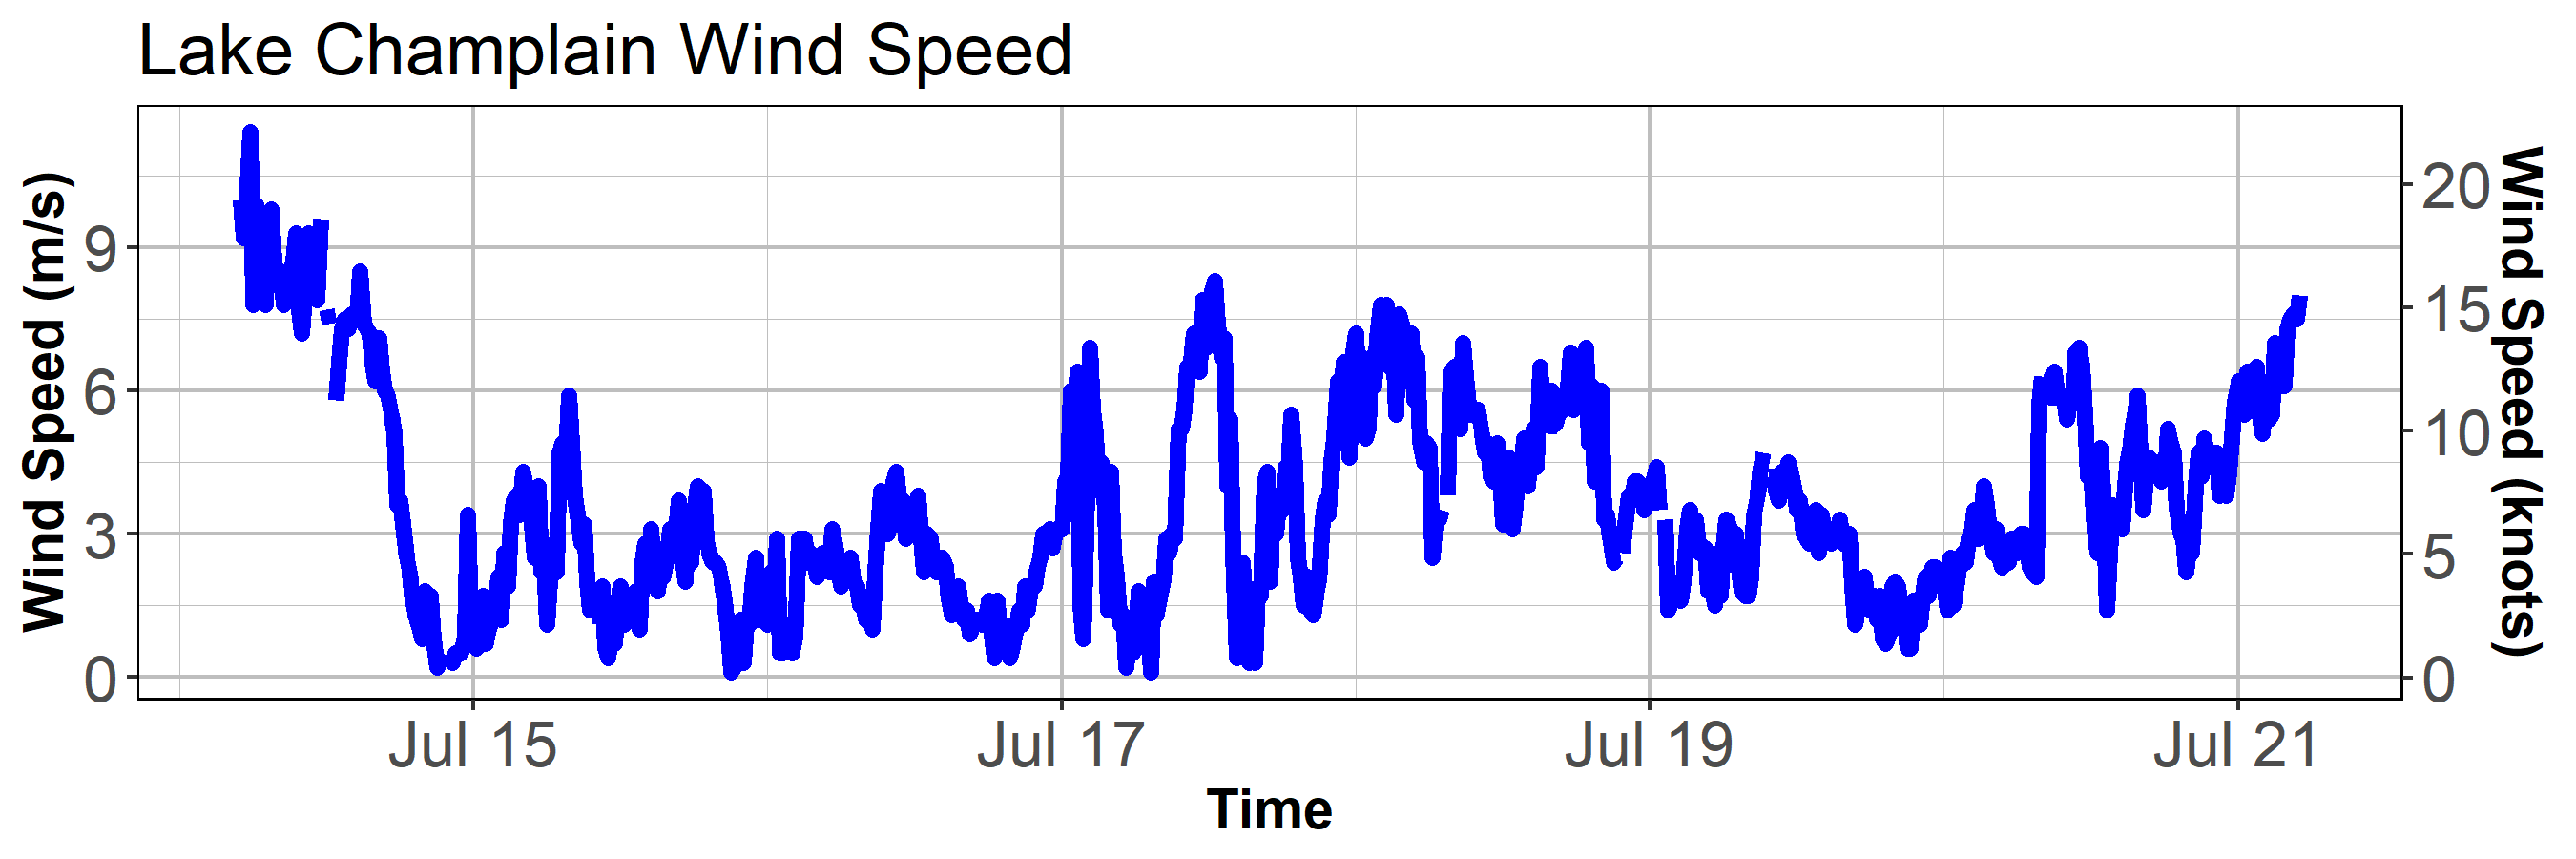 Lake Champlain Wind Speed
Wind Speed (m/s)
9
6
3
0
20
15
10
5
0
Wind Speed (knots)
Jul 15
Jul 17
Jul 19
Jul 21
Time